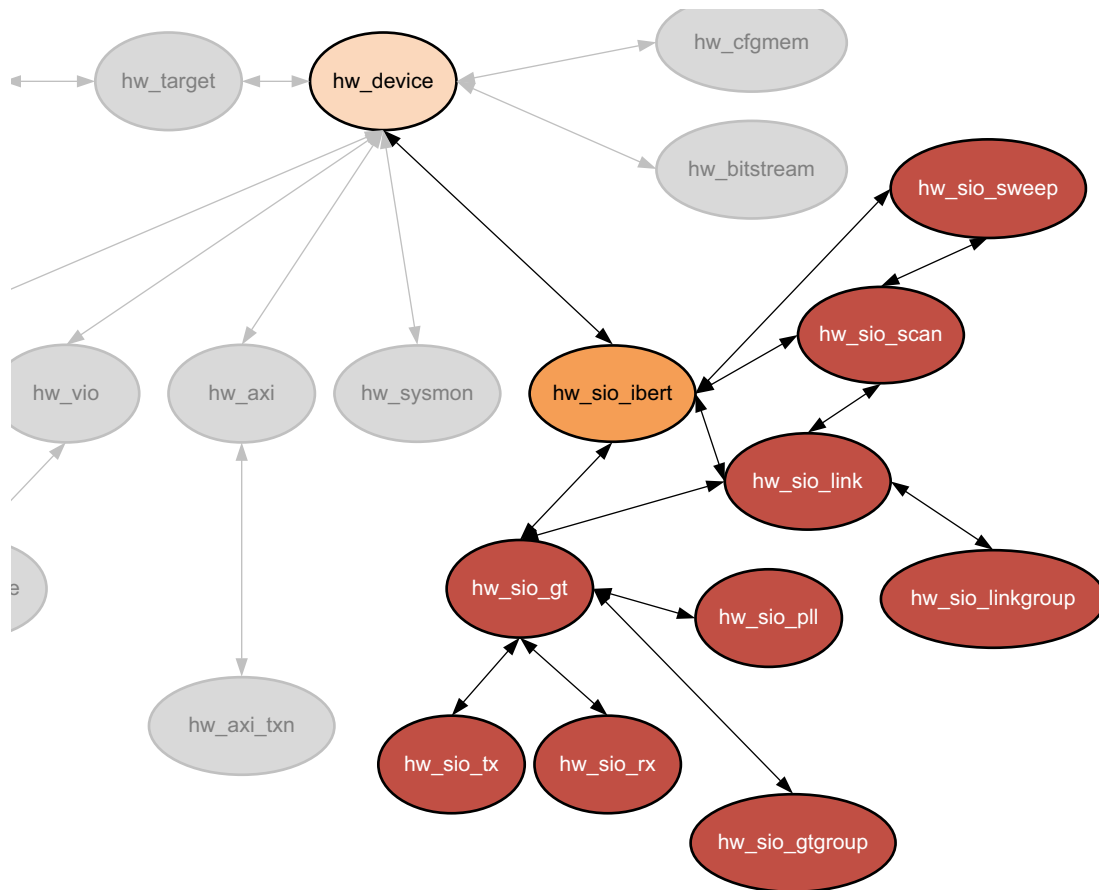 hw_cfgmem
hw_target
hw_device
hw_bitstream
hw_sio_sweep
hw_sio_scan
hw_vio
hw_axi
hw_sysmon
hw_sio_ibert
hw_sio_link
e
hw_sio_gt
hw_sio_pll
hw_sio_linkgroup
hw_axi_txn
hw_sio_tx
hw_sio_rx
hw_sio_gtgroup